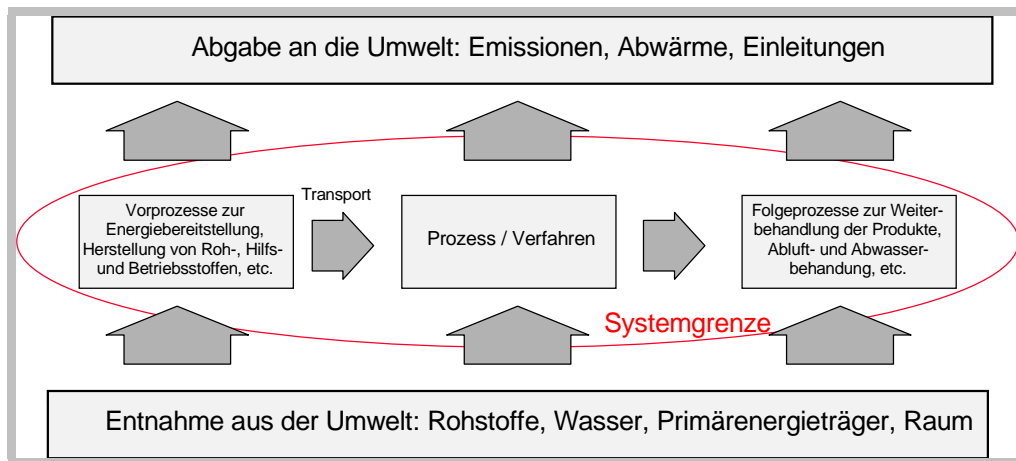 Abgabe an die Umwelt: Emissionen, Abwärme, Einleitungen
Transport
Vorprozesse zur
Energiebereitstellung,
Herstellung von Roh-, Hilfs-
und Betriebsstoffen, etc.
Prozess / Verfahren
Folgeprozesse zur Weiter-
behandlung der Produkte,
Abluft- und Abwasser-
behandung, etc.
Systemgrenze
Entnahme aus der Umwelt: Rohstoffe, Wasser, Primärenergieträger, Raum